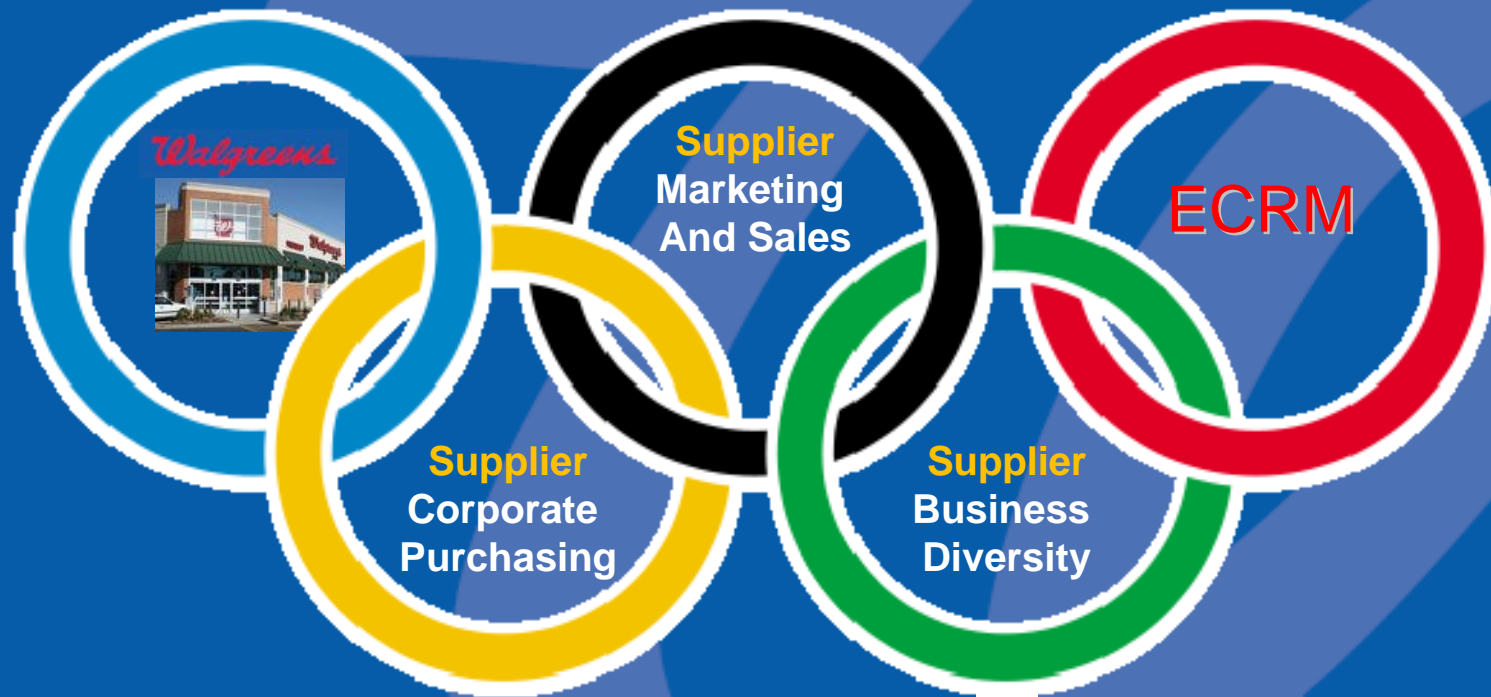 Walgreens
Supplier
Marketing
And Sales
ECRM
Supplier
Corporate
Purchasing
Supplier
Business
Diversity